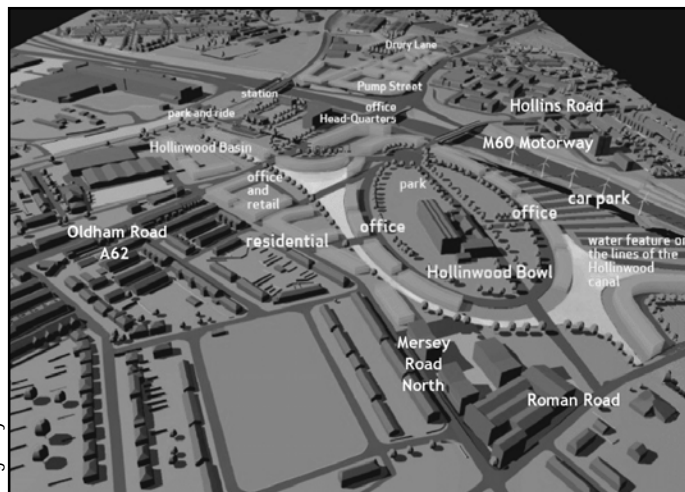 Drury Lane
Pump Street
station
park and ride
office
Head-Quarters
Hollins Road
M60 Motorway
Hollinwood Basin
office
and
retail
park
office
office
car park
Oldham Road
A62
residential
Hollinwood Bowl
water feature on
the lines of the
Hollinwood
canal
Mersey
Road
North
Roman Road